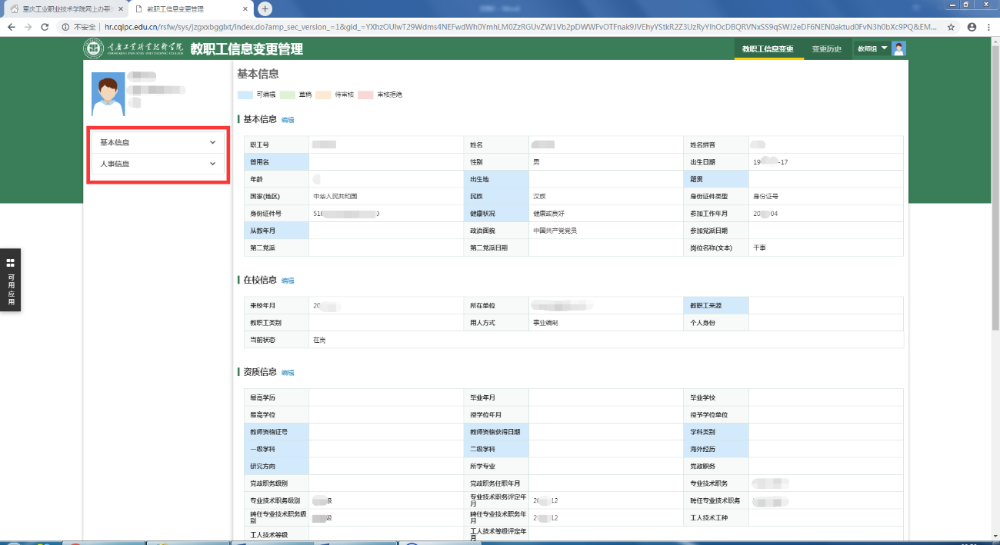 重庆工业职业技术学院网上办事大
教职工信息变更管理
不安全
hr.cqipc.edu.cn/rsfw/sys/jzgxxbgglxt/index.do?amp_sec_version_=1&gid_=YXhzOUIwT29Wdms4NEFwdWh0YmhLM0ZzRGUvZW1Vb2pDWWFvOTFnak9JVEhyYStkR2Z3UzRyYlhOcDBQRVNxSS9qSWJ2eDF6NEN0aktud0FvN3h0bXc9PQ&EM...
重庆工业职业技术学院
教职工信息变更管理
教职工信息变更 变更历史 教师组
可用应用
基本信息
人事信息
基本信息
可编辑 草稿 待审核 审核拒绝
基本信息 编辑
职工号 姓名 姓名拼音
曾用名 性别 男 出生日期 19 -17
年龄 出生地 籍贯
国家(地区) 中华人民共和国 民族 汉族 身份证件类型 身份证号
身份证件号 510 0 健康状况 健康或良好 参加工作年月 20 04
从教年月 政治面貌 中国共产党党员 参加党派日期
第二党派 第二党派日期 岗位名称(文本) 干事
在校信息 编辑
来校年月 20 所在单位 教职工来源
教职工类别 用人方式 事业编制 个人身份
当前状态 在岗
资质信息 编辑
最高学历 毕业年月 毕业学校
最高学位 授学位年月 授予学位单位
教师资格证号 教师资格获得日期 学科类别
一级学科 二级学科 海外经历
研究方向 所学专业 党政职务
党政职务级别 党政职务任职年月 专业技术职务
专业技术职务级别 级 专业技术职务评定年月 20 12 聘任专业技术职务
聘任专业技术职务级别 级 聘任专业技术职务年月 2 12 工人技术工种
工人技术等级 工人技术等级评定年月